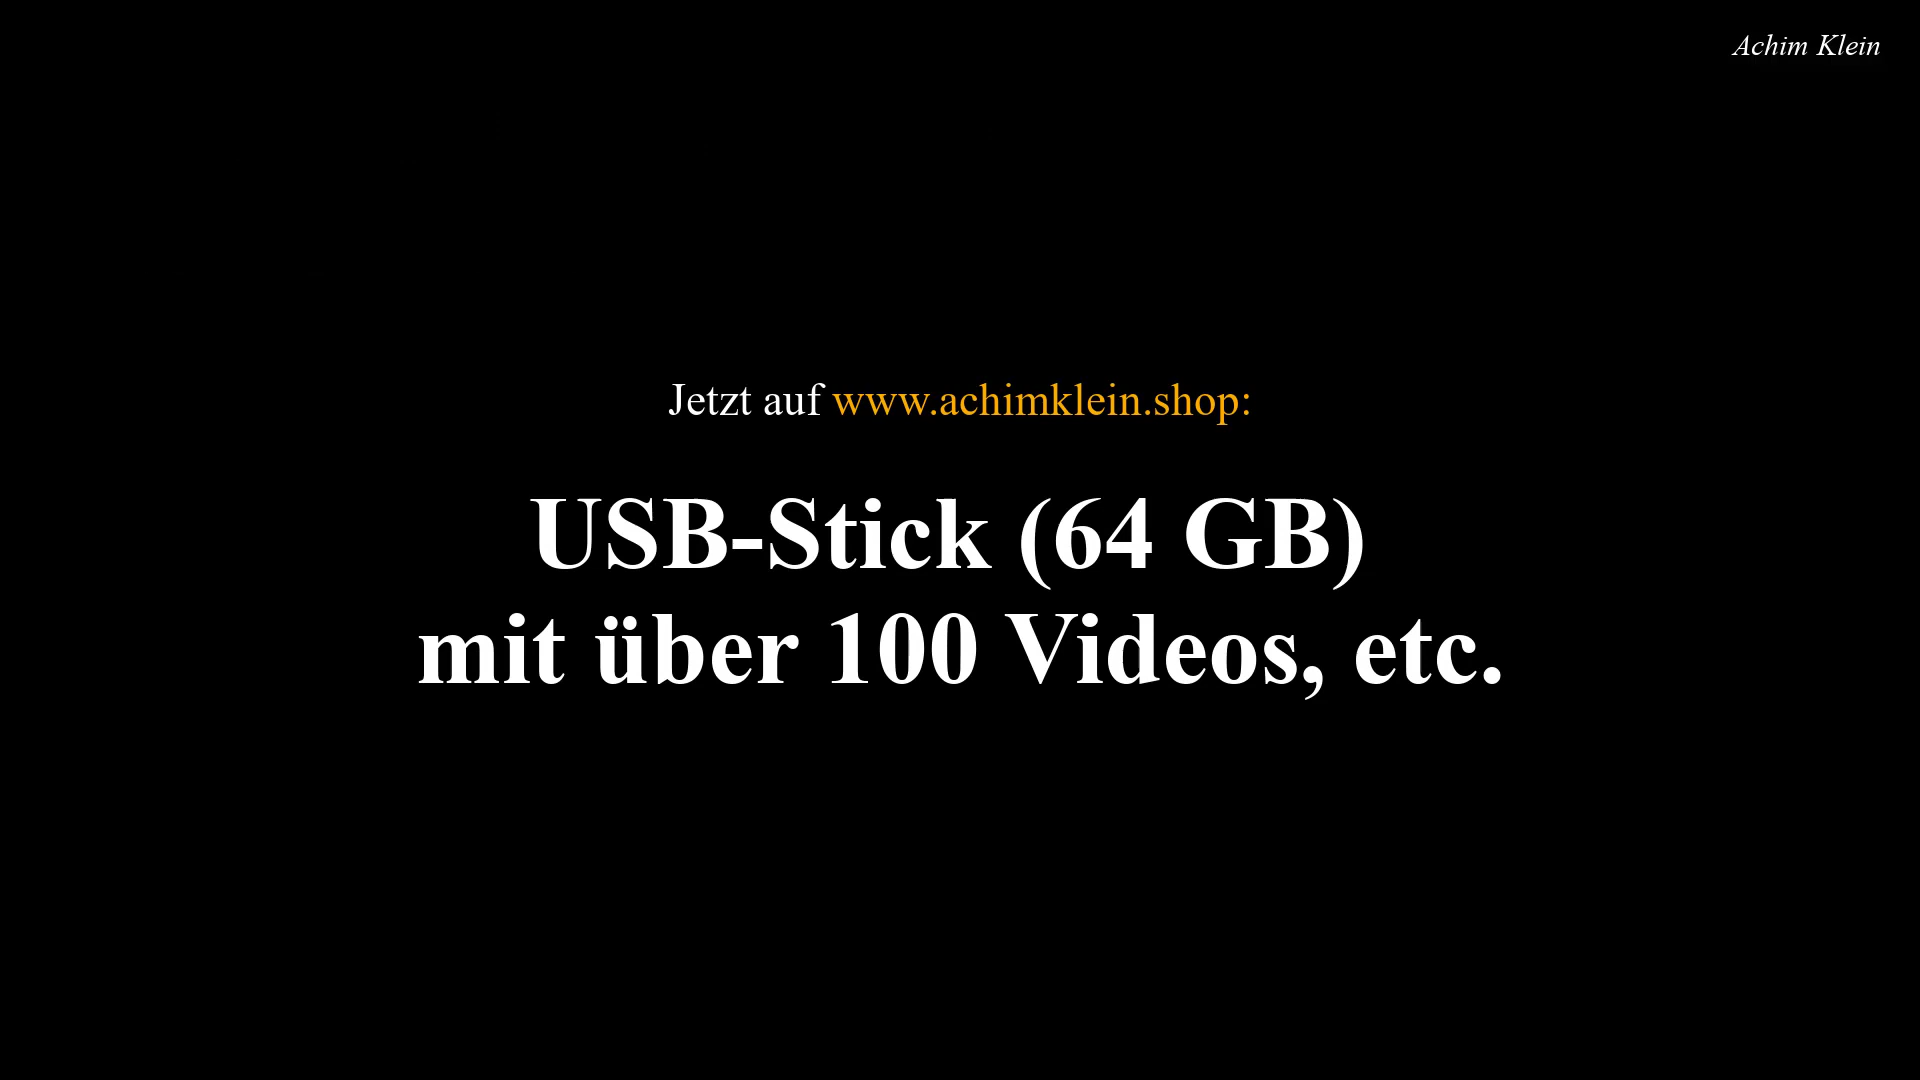 Achim Klein
Jetzt auf www.achimklein.shop:
USB-Stick (64 GB)
mit über 100 Videos, etc.